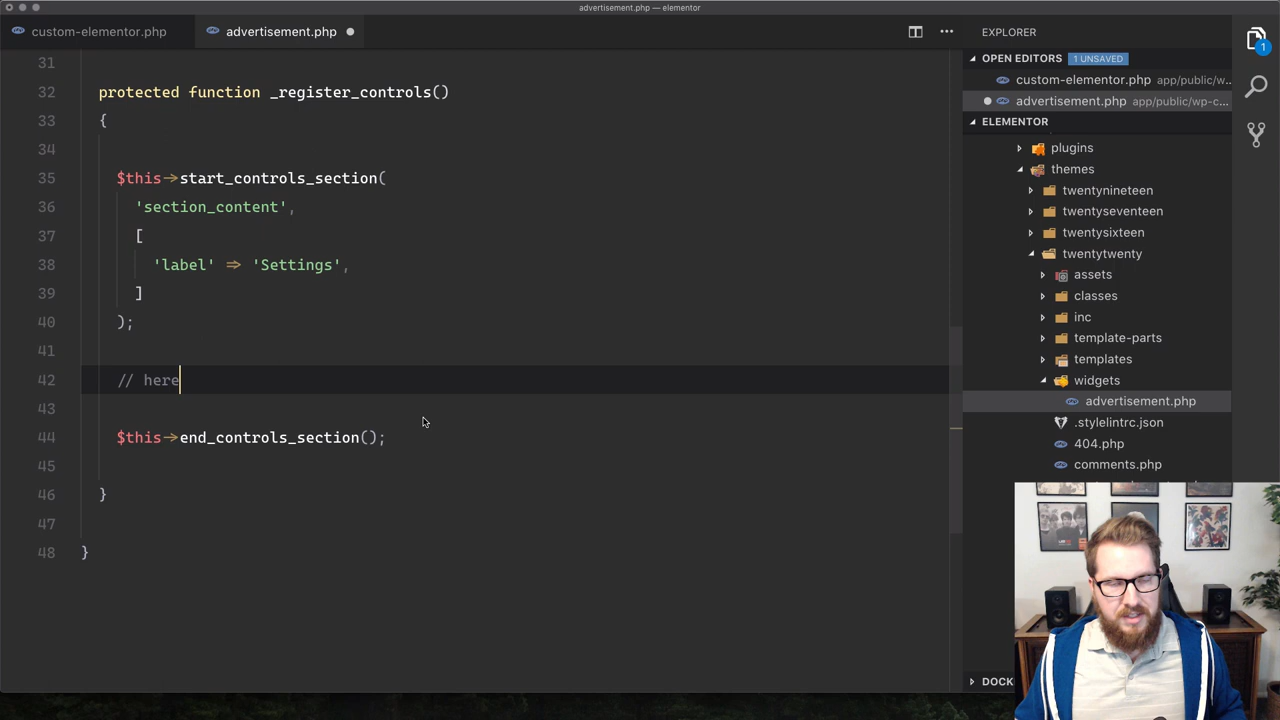 advertisement.php — elementor
custom-elementor.php
advertisement.php
EXPLORER
OPEN EDITORS 1 UNSAVED
custom-elementor.php app/public/w...
advertisement.php app/public/wp-c...
ELEMENTOR
plugins
themes
twentynineteen
twentyseventeen
twentysixteen
twentytwenty
assets
classes
inc
template-parts
templates
widgets
advertisement.php
.stylelintrc.json
404.php
comments.php
DOCK
1
31
32 protected function _register_controls()
33 {
34
35 $this->start_controls_section(
36 'section_content',
37 [
38 'label' => 'Settings',
39 ]
40 );
41
42 // here
43
44 $this->end_controls_section();
45
46 }
47
48 }